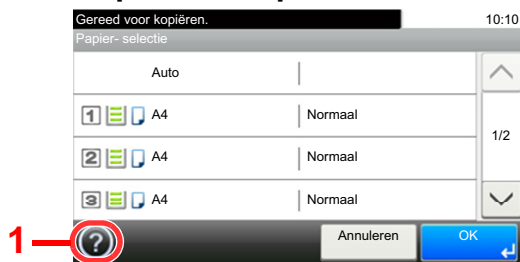 Gereed voor kopiëren. 10:10
Papier- selectie
Auto
1 A4 Normaal
1/2
2 A4 Normaal
3 A4 Normaal
1 ? Annuleren OK